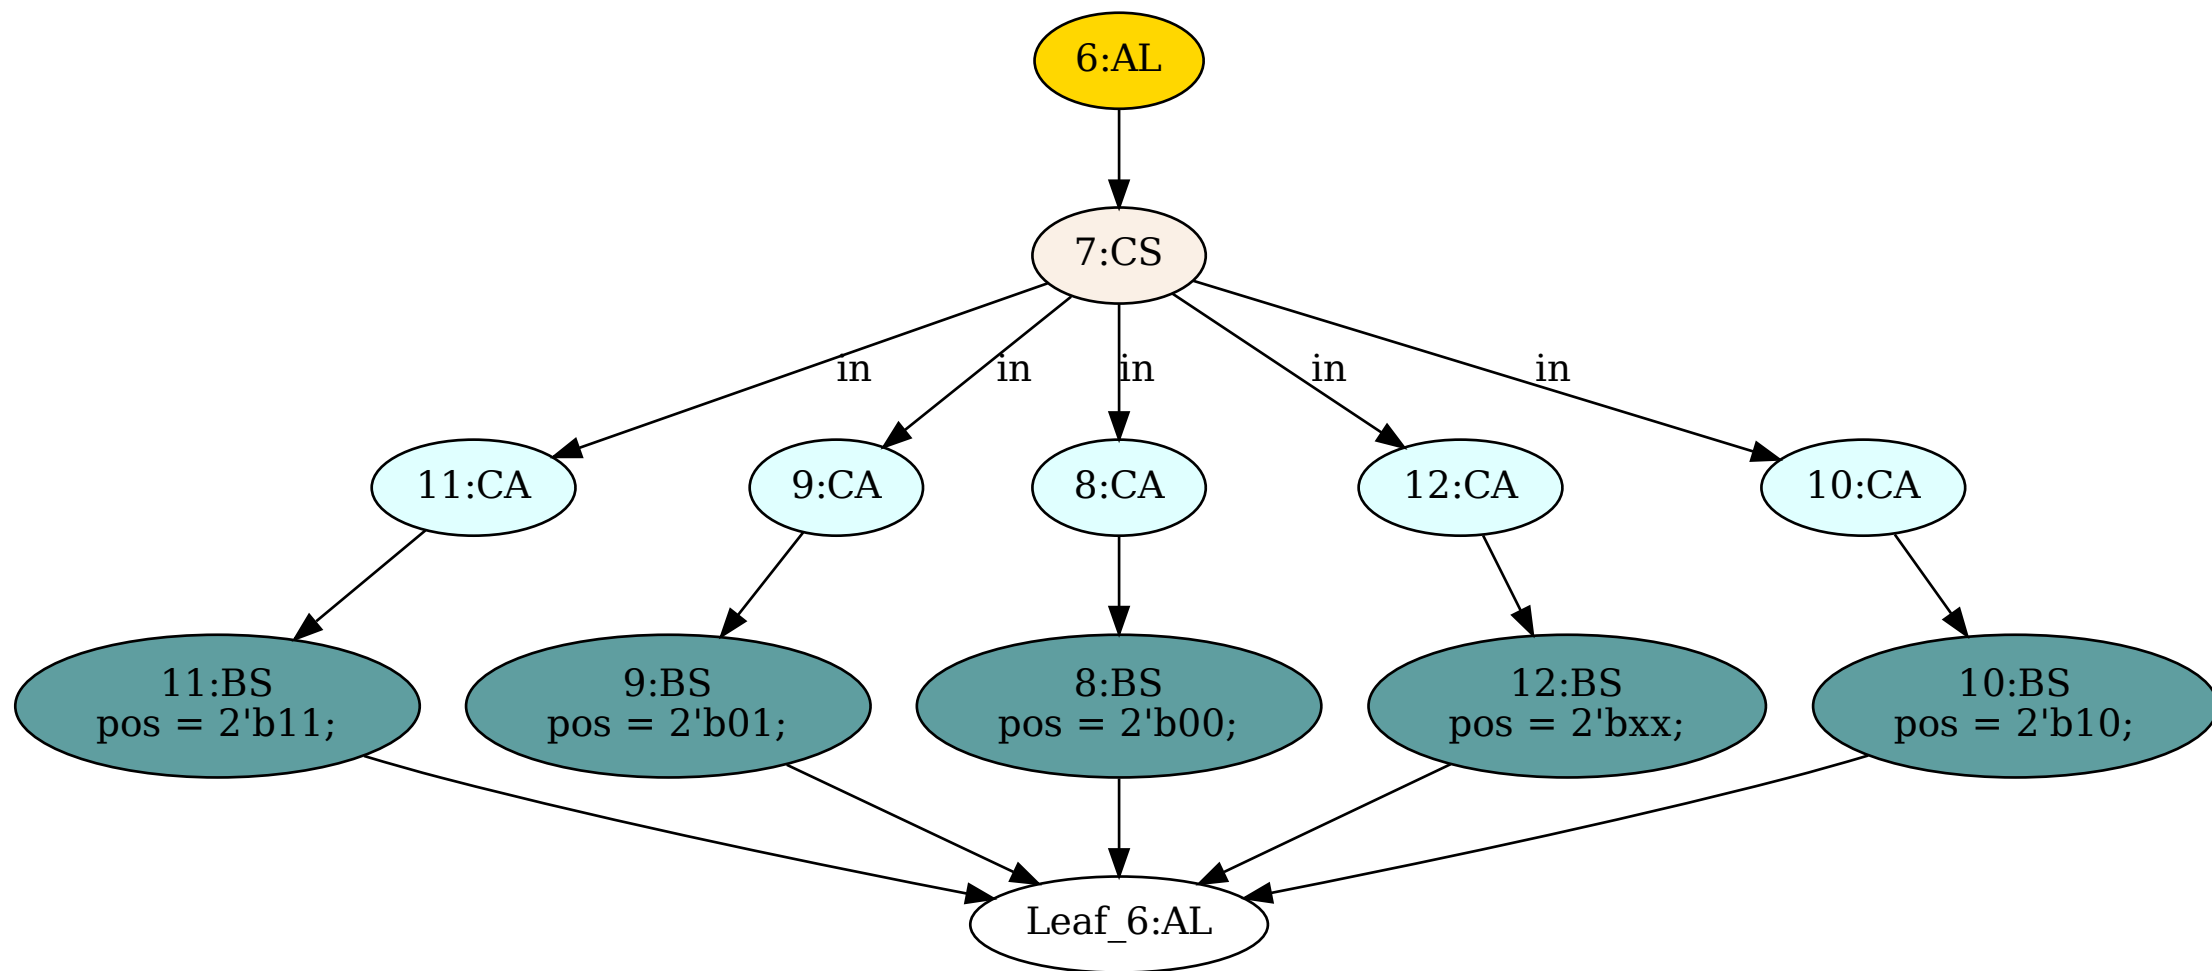 6:AL
7:CS
in
in
in
in
in
11:CA
9:CA
8:CA
12:CA
10:CA
11:BS
pos = 2'b11;
9:BS
pos = 2'b01;
8:BS
pos = 2'b00;
12:BS
pos = 2'bxx;
10:BS
pos = 2'b10;
Leaf_6:AL